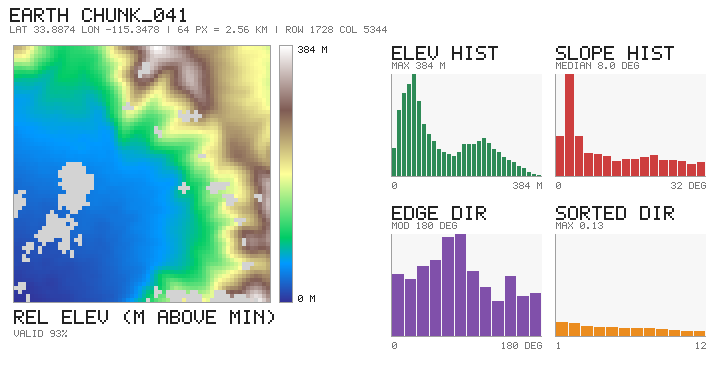 EARTH CHUNK_041
LAT 33.8874 LON -115.3478 | 64 PX = 2.56 KM | ROW 1728 COL 5344
384 M
0 M
REL ELEV (M ABOVE MIN)
VALID 93%
ELEV HIST
MAX 384 M
0 384 M
SLOPE HIST
MEDIAN 8.0 DEG
0 32 DEG
EDGE DIR
MOD 180 DEG
0 180 DEG
SORTED DIR
MAX 0.13
1 12